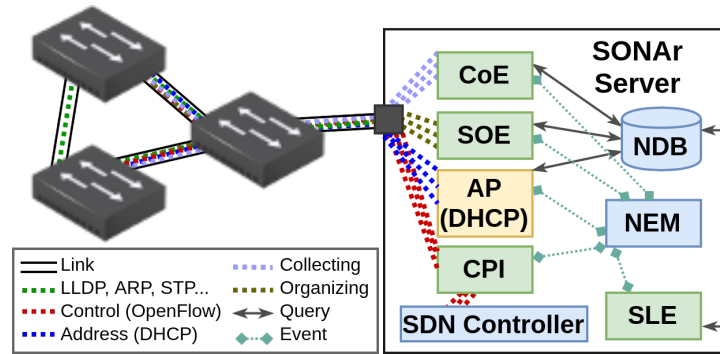 SONAr
Server
CoE
SOE
NDB
AP
(DHCP)
NEM
CPI
SDN Controller
SLE
Link
LLDP, ARP, STP...
Control (OpenFlow)
Address (DHCP)
Collecting
Organizing
Query
Event